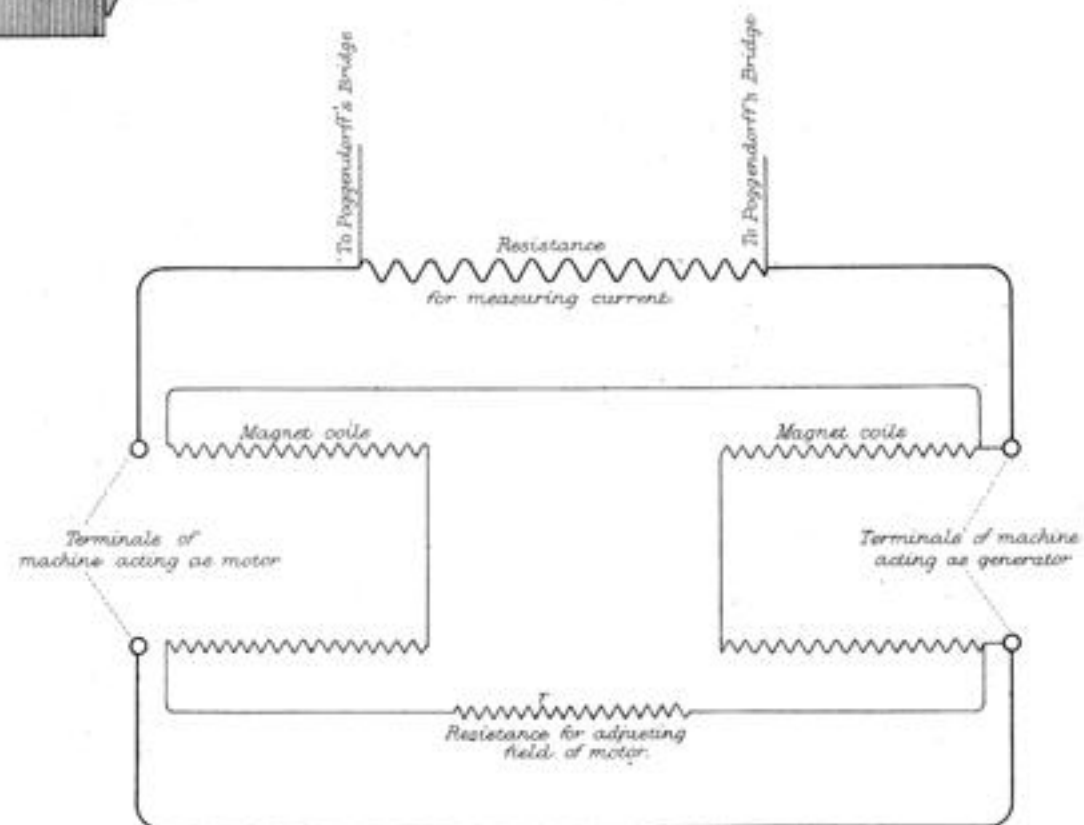 To Poggendorff's Bridge
To Poggendorff's Bridge
Resistance
for measuring current.
Magnet coils
Magnet coils
Terminals of
machine acting as motor
Terminals of machine
acting as generator
r
Resistance for adjusting
field of motor.